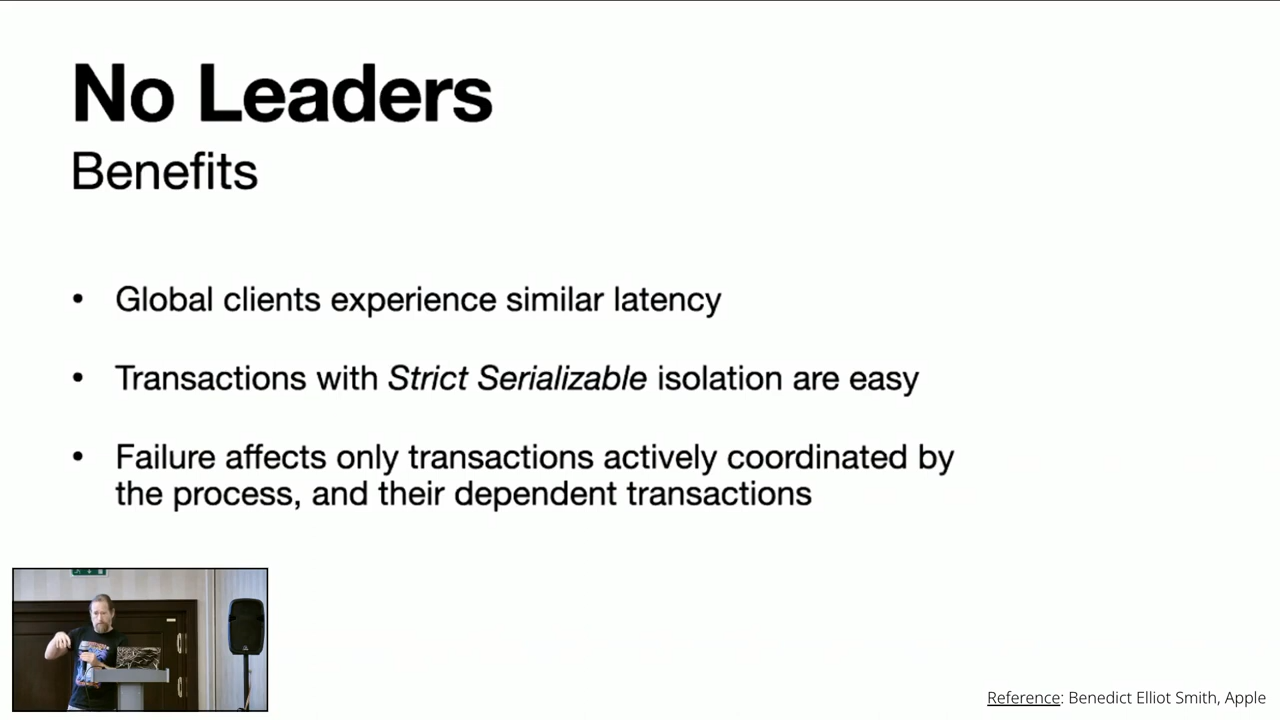 No Leaders
Benefits
• Global clients experience similar latency
• Transactions with Strict Serializable isolation are easy
• Failure affects only transactions actively coordinated by
the process, and their dependent transactions
Reference: Benedict Elliot Smith, Apple